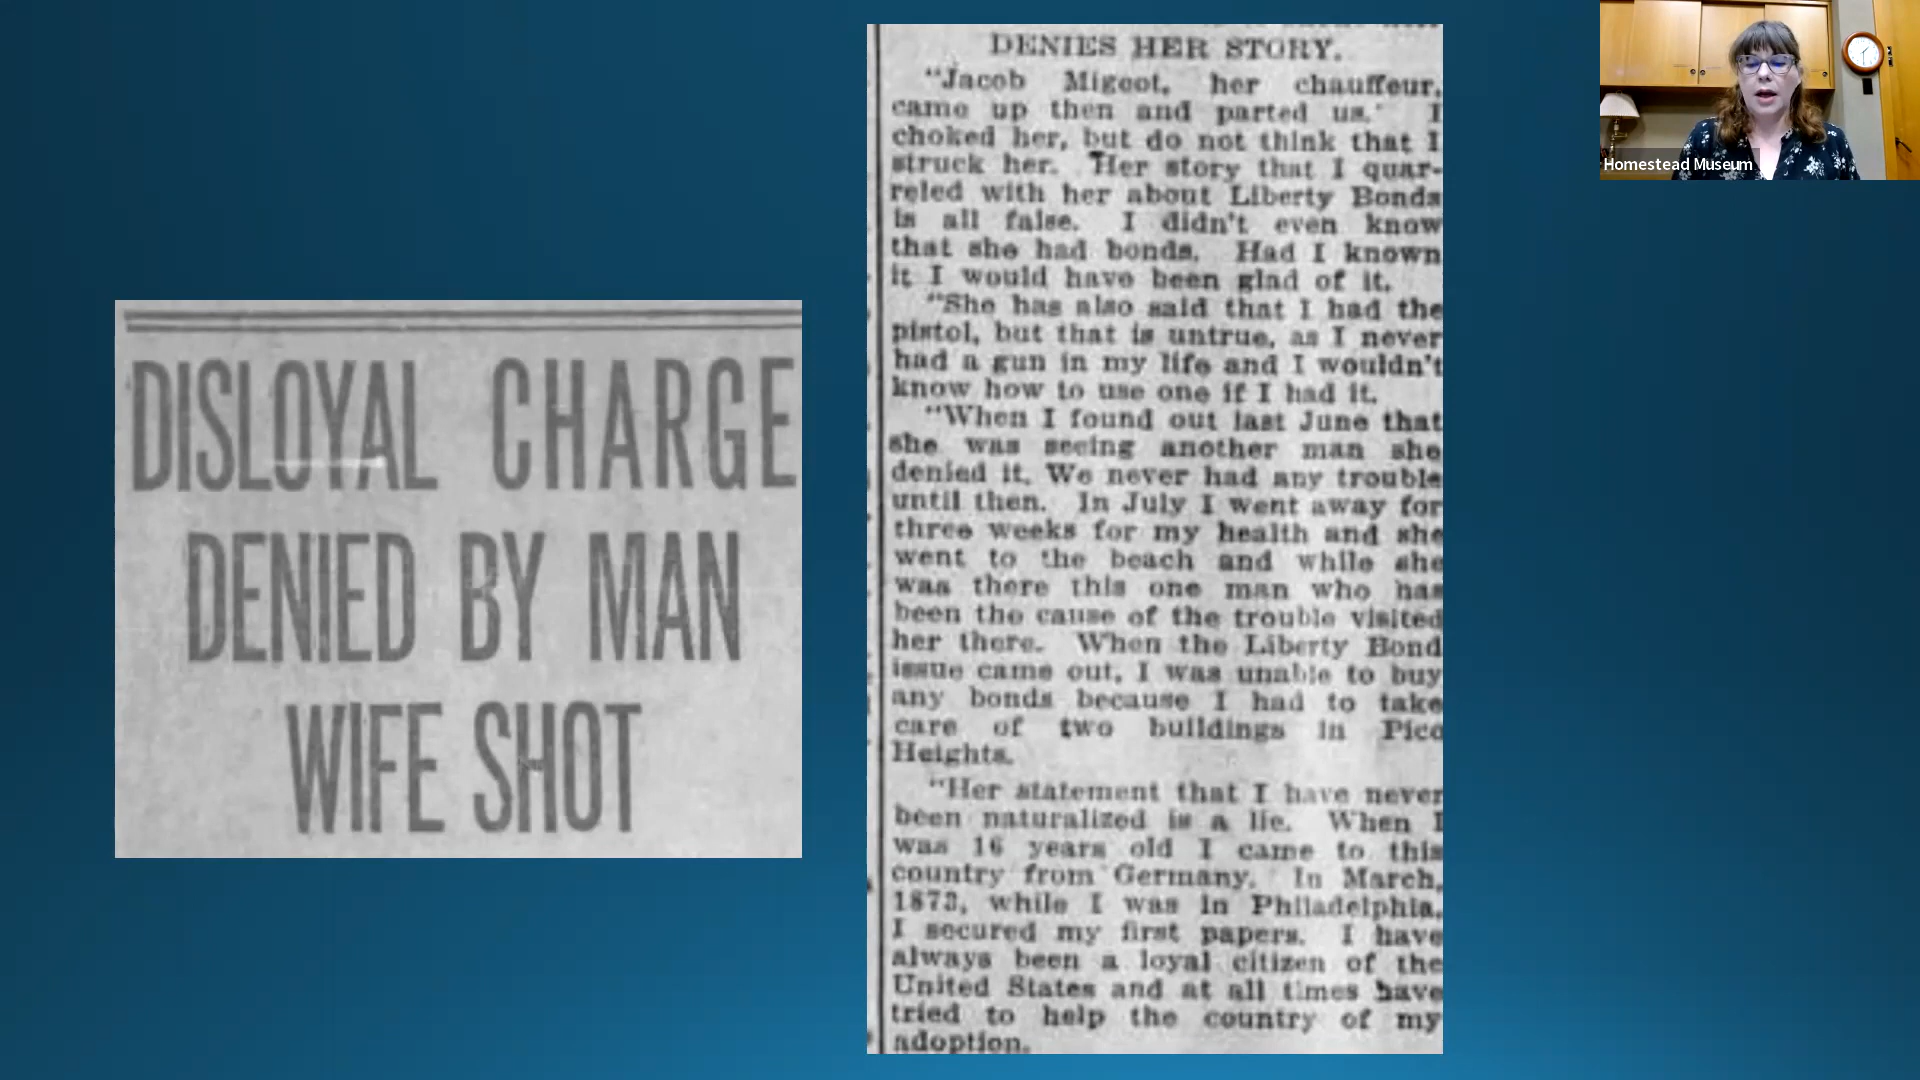 DISLOYAL CHARGE
DENIED BY MAN
WIFE SHOT
DENIES HER STORY.
"Jacob Migeot, her chauffeur,
came up then and parted us. I
choked her, but do not think that I
struck her. Her story that I quar-
reled with her about Liberty Bonds
is all false. I didn't even know
that she had bonds. Had I known
it I would have been glad of it.
"She has also said that I had the
pistol, but that is untrue, as I never
had a gun in my life and I wouldn't
know how to use one if I had it.
"When I found out last June that
she was seeing another man she
denied it. We never had any trouble
until then. In July I went away for
three weeks for my health and she
went to the beach and while she
was there this one man who has
been the cause of the trouble visited
her there. When the Liberty Bond
issue came out, I was unable to buy
any bonds because I had to take
care of two buildings in Pico
Heights.
"Her statement that I have never
been naturalized is a lie. When I
was 16 years old I came to this
country from Germany. In March,
1873, while I was in Philadelphia,
I secured my first papers. I have
always been a loyal citizen of the
United States and at all times have
tried to help the country of my
adoption.
Homestead Museum